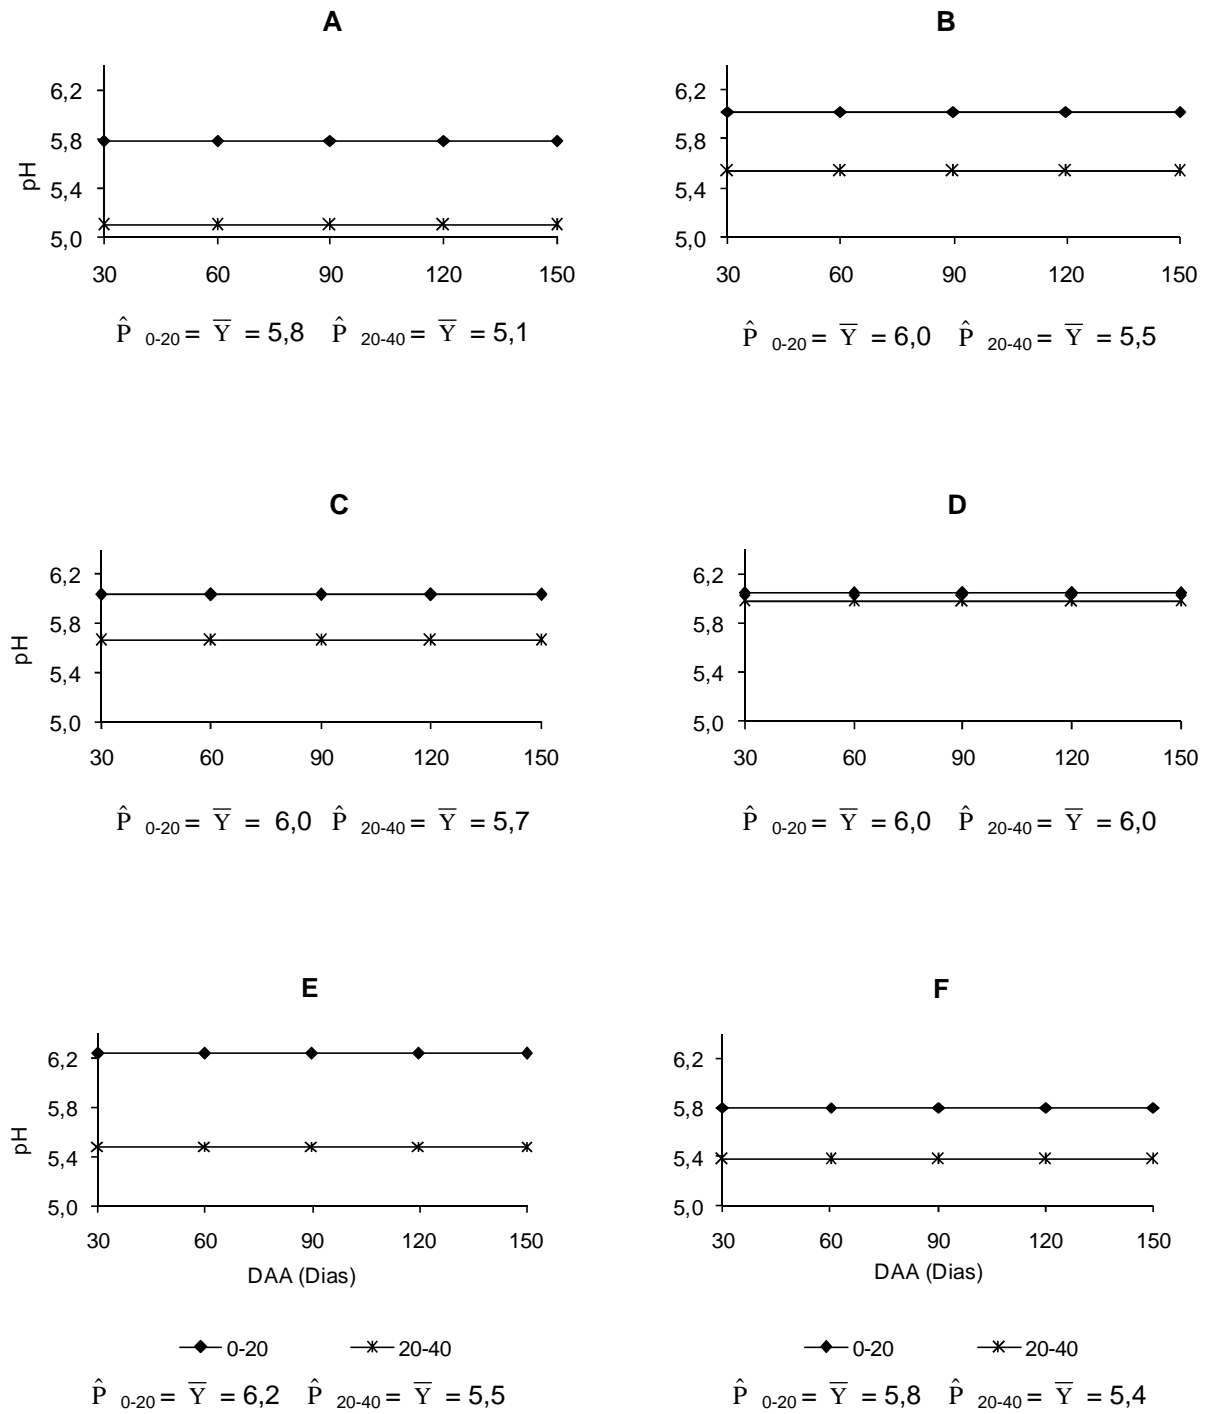 A
pH
6,2
5,8
5,4
5,0
30 60 90 120 150
P̂ 0-20 = Y̅ = 5,8 P̂ 20-40 = Y̅ = 5,1
B
6,2
5,8
5,4
5,0
30 60 90 120 150
P̂ 0-20 = Y̅ = 6,0 P̂ 20-40 = Y̅ = 5,5
C
pH
6,2
5,8
5,4
5,0
30 60 90 120 150
P̂ 0-20 = Y̅ = 6,0 P̂ 20-40 = Y̅ = 5,7
D
6,2
5,8
5,4
5,0
30 60 90 120 150
P̂ 0-20 = Y̅ = 6,0 P̂ 20-40 = Y̅ = 6,0
E
pH
6,2
5,8
5,4
5,0
30 60 90 120 150
DAA (Dias)
0-20 20-40
P̂ 0-20 = Y̅ = 6,2 P̂ 20-40 = Y̅ = 5,5
F
6,2
5,8
5,4
5,0
30 60 90 120 150
DAA (Dias)
0-20 20-40
P̂ 0-20 = Y̅ = 5,8 P̂ 20-40 = Y̅ = 5,4